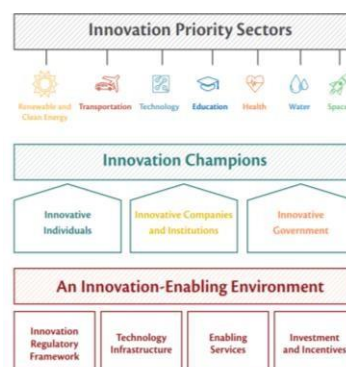 Innovation Priority Sectors
Renewable and
Clean Energy
Transportation
Technology
Education
Health
Water
Space
Innovation Champions
Innovative
Individuals
Innovative Companies
and Institutions
Innovative
Government
An Innovation-Enabling Environment
Innovation
Regulatory
Framework
Technology
Infrastructure
Enabling
Services
Investment
and Incentives